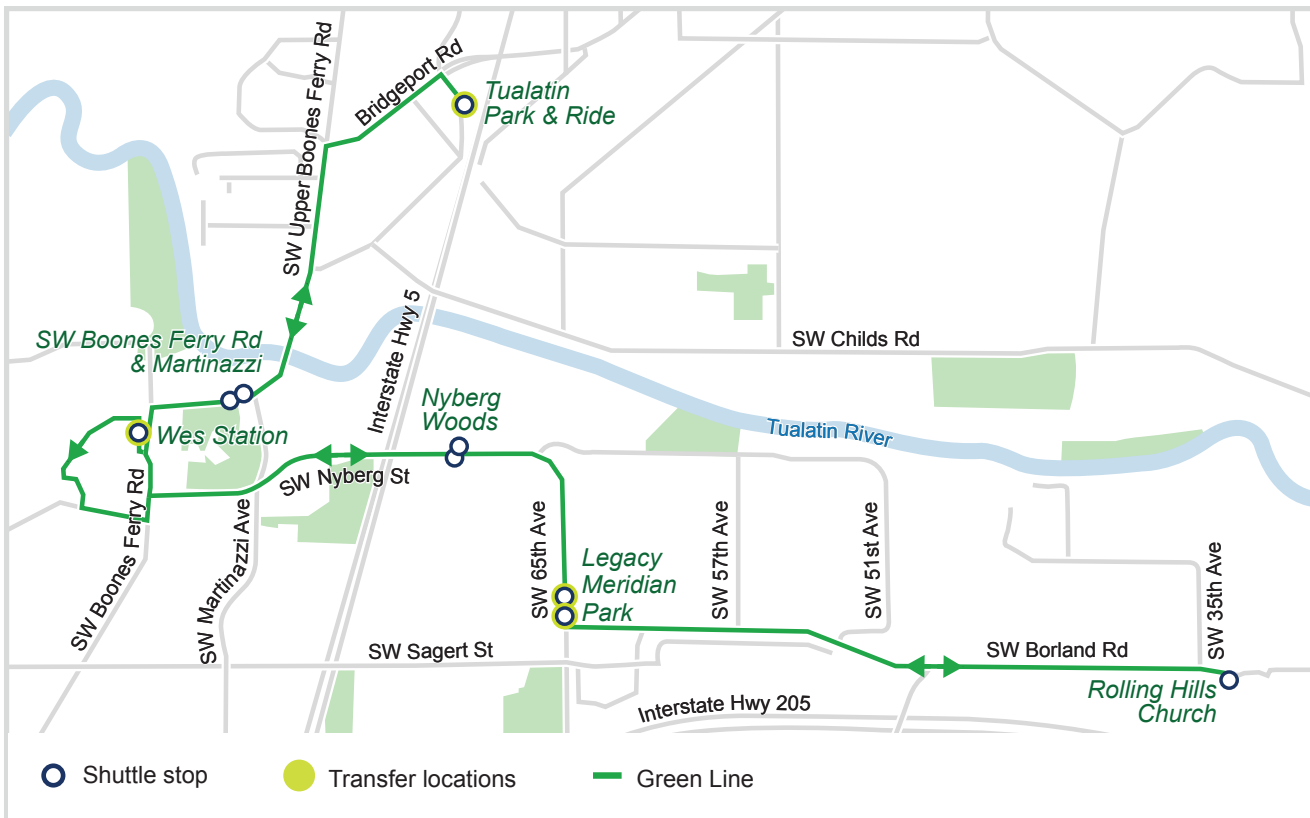 SW Upper Boones Ferry Rd
Bridgeport Rd
Tualatin
Park & Ride
SW Boones Ferry Rd
& Martinazzi
Interstate Hwy 5
SW Childs Rd
Nyberg
Woods
Tualatin River
Wes Station
SW Nyberg St
SW Boones Ferry Rd
SW Martinazzi Ave
SW 65th Ave
Legacy
Meridian
Park
SW 57th Ave
SW 51st Ave
SW 35th Ave
SW Sagert St
SW Borland Rd
Rolling Hills
Church
Interstate Hwy 205
Shuttle stop
Transfer locations
Green Line